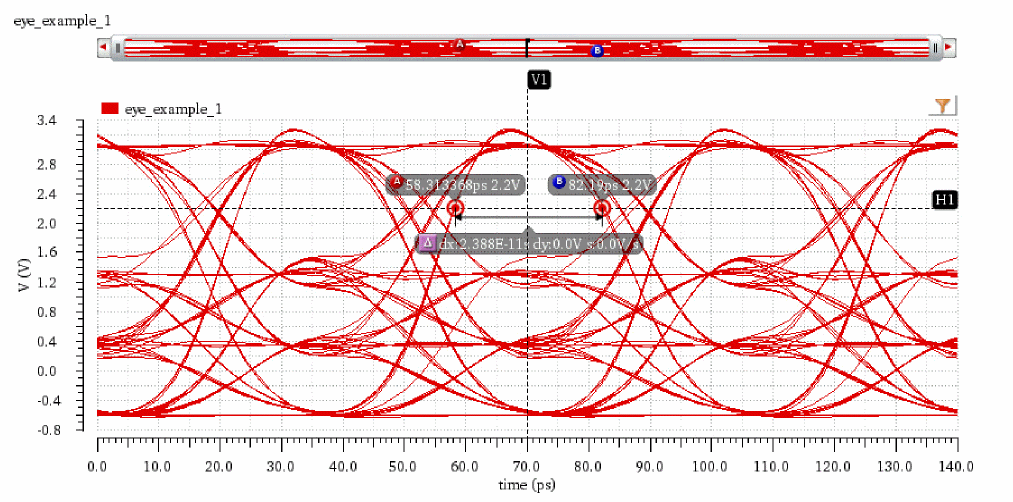 eye_example_1
A
B
V1
eye_example_1
3.4
2.8
2.4
2.0
1.6
1.2
0.8
0.4
0.0
-0.4
-0.8
V (V)
A 58.313368ps 2.2V
B 82.19ps 2.2V
H1
Δ dx:2.388E-11s dy:0.0V s:0.0V
0.0 10.0 20.0 30.0 40.0 50.0 60.0 70.0 80.0 90.0 100.0 110.0 120.0 130.0 140.0
time (ps)